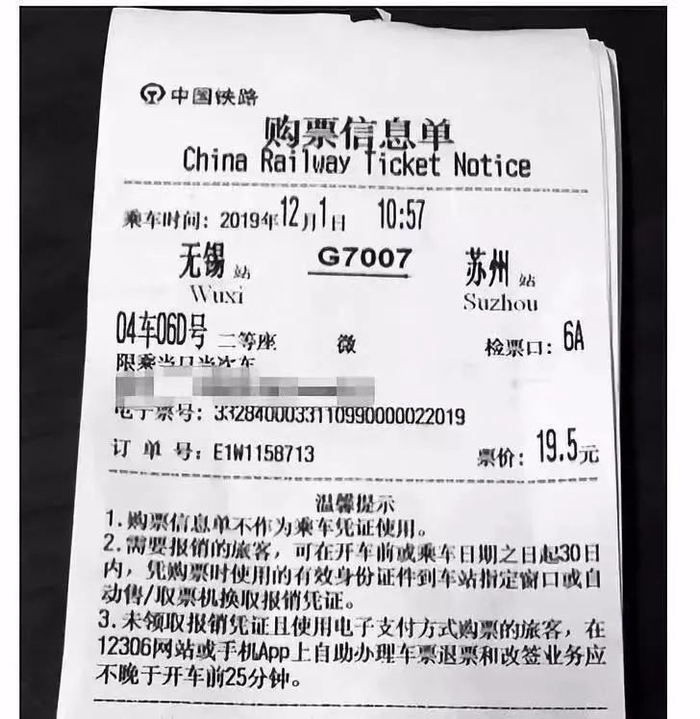 中国铁路
购票信息单
China Railway Ticket Notice
乘车时间: 2019年12月1日 10:57
无锡站 G7007 苏州站
Wuxi Suzhou
04车06D号 二等座 微 检票口: 6A
限乘当日当次车
电子票号: 3328400033110990000022019
订单号: E1W1158713 票价: 19.5元
温馨提示
1.购票信息单不作为乘车凭证使用。
2.需要报销的旅客，可在开车前或乘车日期之日起30日
内，凭购票时使用的有效身份证件到车站指定窗口或自
动售/取票机换取报销凭证。
3.未领取报销凭证且使用电子支付方式购票的旅客，在
12306网站或手机App上自助办理车票退票和改签业务应
不晚于开车前25分钟。